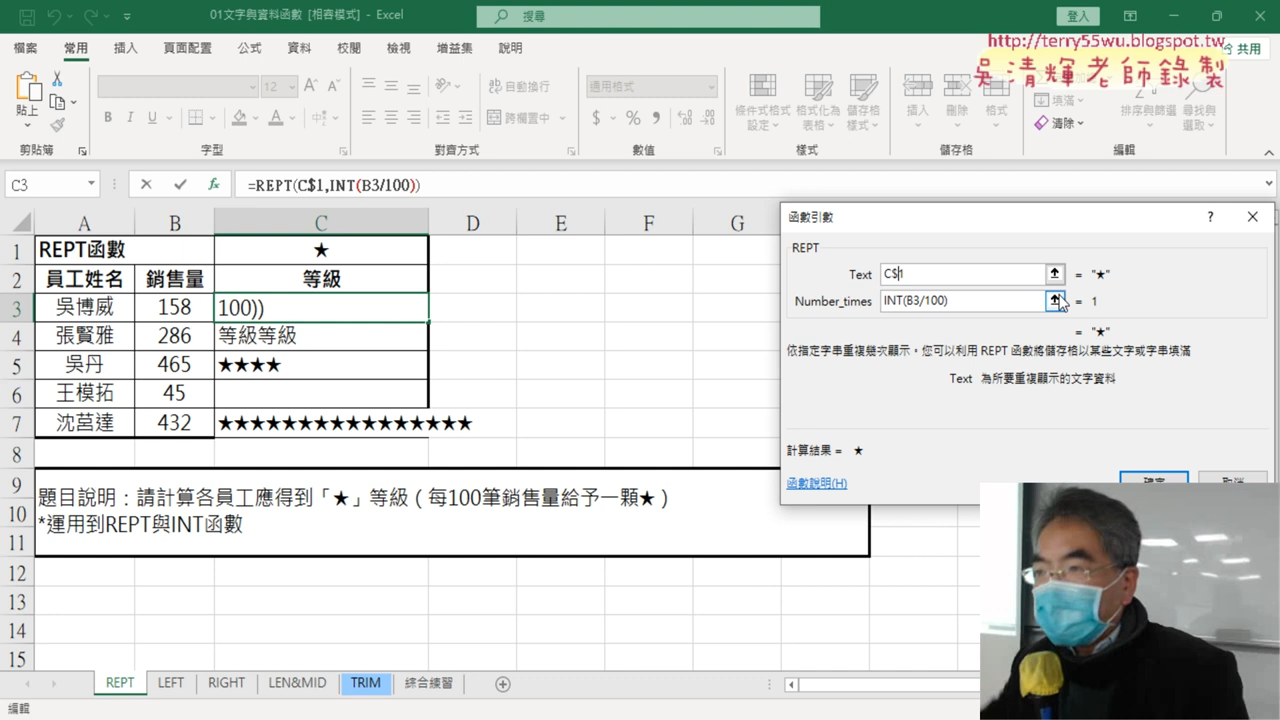 01文字與資料函數 [相容模式] - Excel
搜尋
登入
檔案 常用 插入 頁面配置 公式 資料 校閱 檢視 增益集 說明
http://terry55wu.blogspot.tw
共用
吳清輝老師錄製
貼上
12
自動換行
跨欄置中
通用格式
條件式格式設定
格式化為表格
儲存格樣式
插入 刪除 格式
填滿
清除
排序與篩選
尋找與選取
剪貼簿 字型 對齊方式 數值 樣式 儲存格 編輯
C3
=REPT(C$1,INT(B3/100))
A B C D E F G
1 REPT函數 ★
2 員工姓名 銷售量 等級
3 吳博威 158 100))
4 張賢雅 286 等級等級
5 吳丹 465 ★★★★
6 王模拓 45
7 沈莒達 432 ★★★★★★★★★★★★★★★★
8
9
10
11
題目說明：請計算各員工應得到「★」等級（每100筆銷售量給予一顆★）
*運用到REPT與INT函數
12
13
14
15
函數引數
REPT
Text C$1 = "★"
Number_times INT(B3/100) = 1
= "★"
依指定字串重複幾次顯示。您可以利用 REPT 函數將儲存格以某些文字或字串填滿
Text 為所要重複顯示的文字資料
計算結果 = ★
函數說明(H)
REPT LEFT RIGHT LEN&MID TRIM 綜合練習
編輯